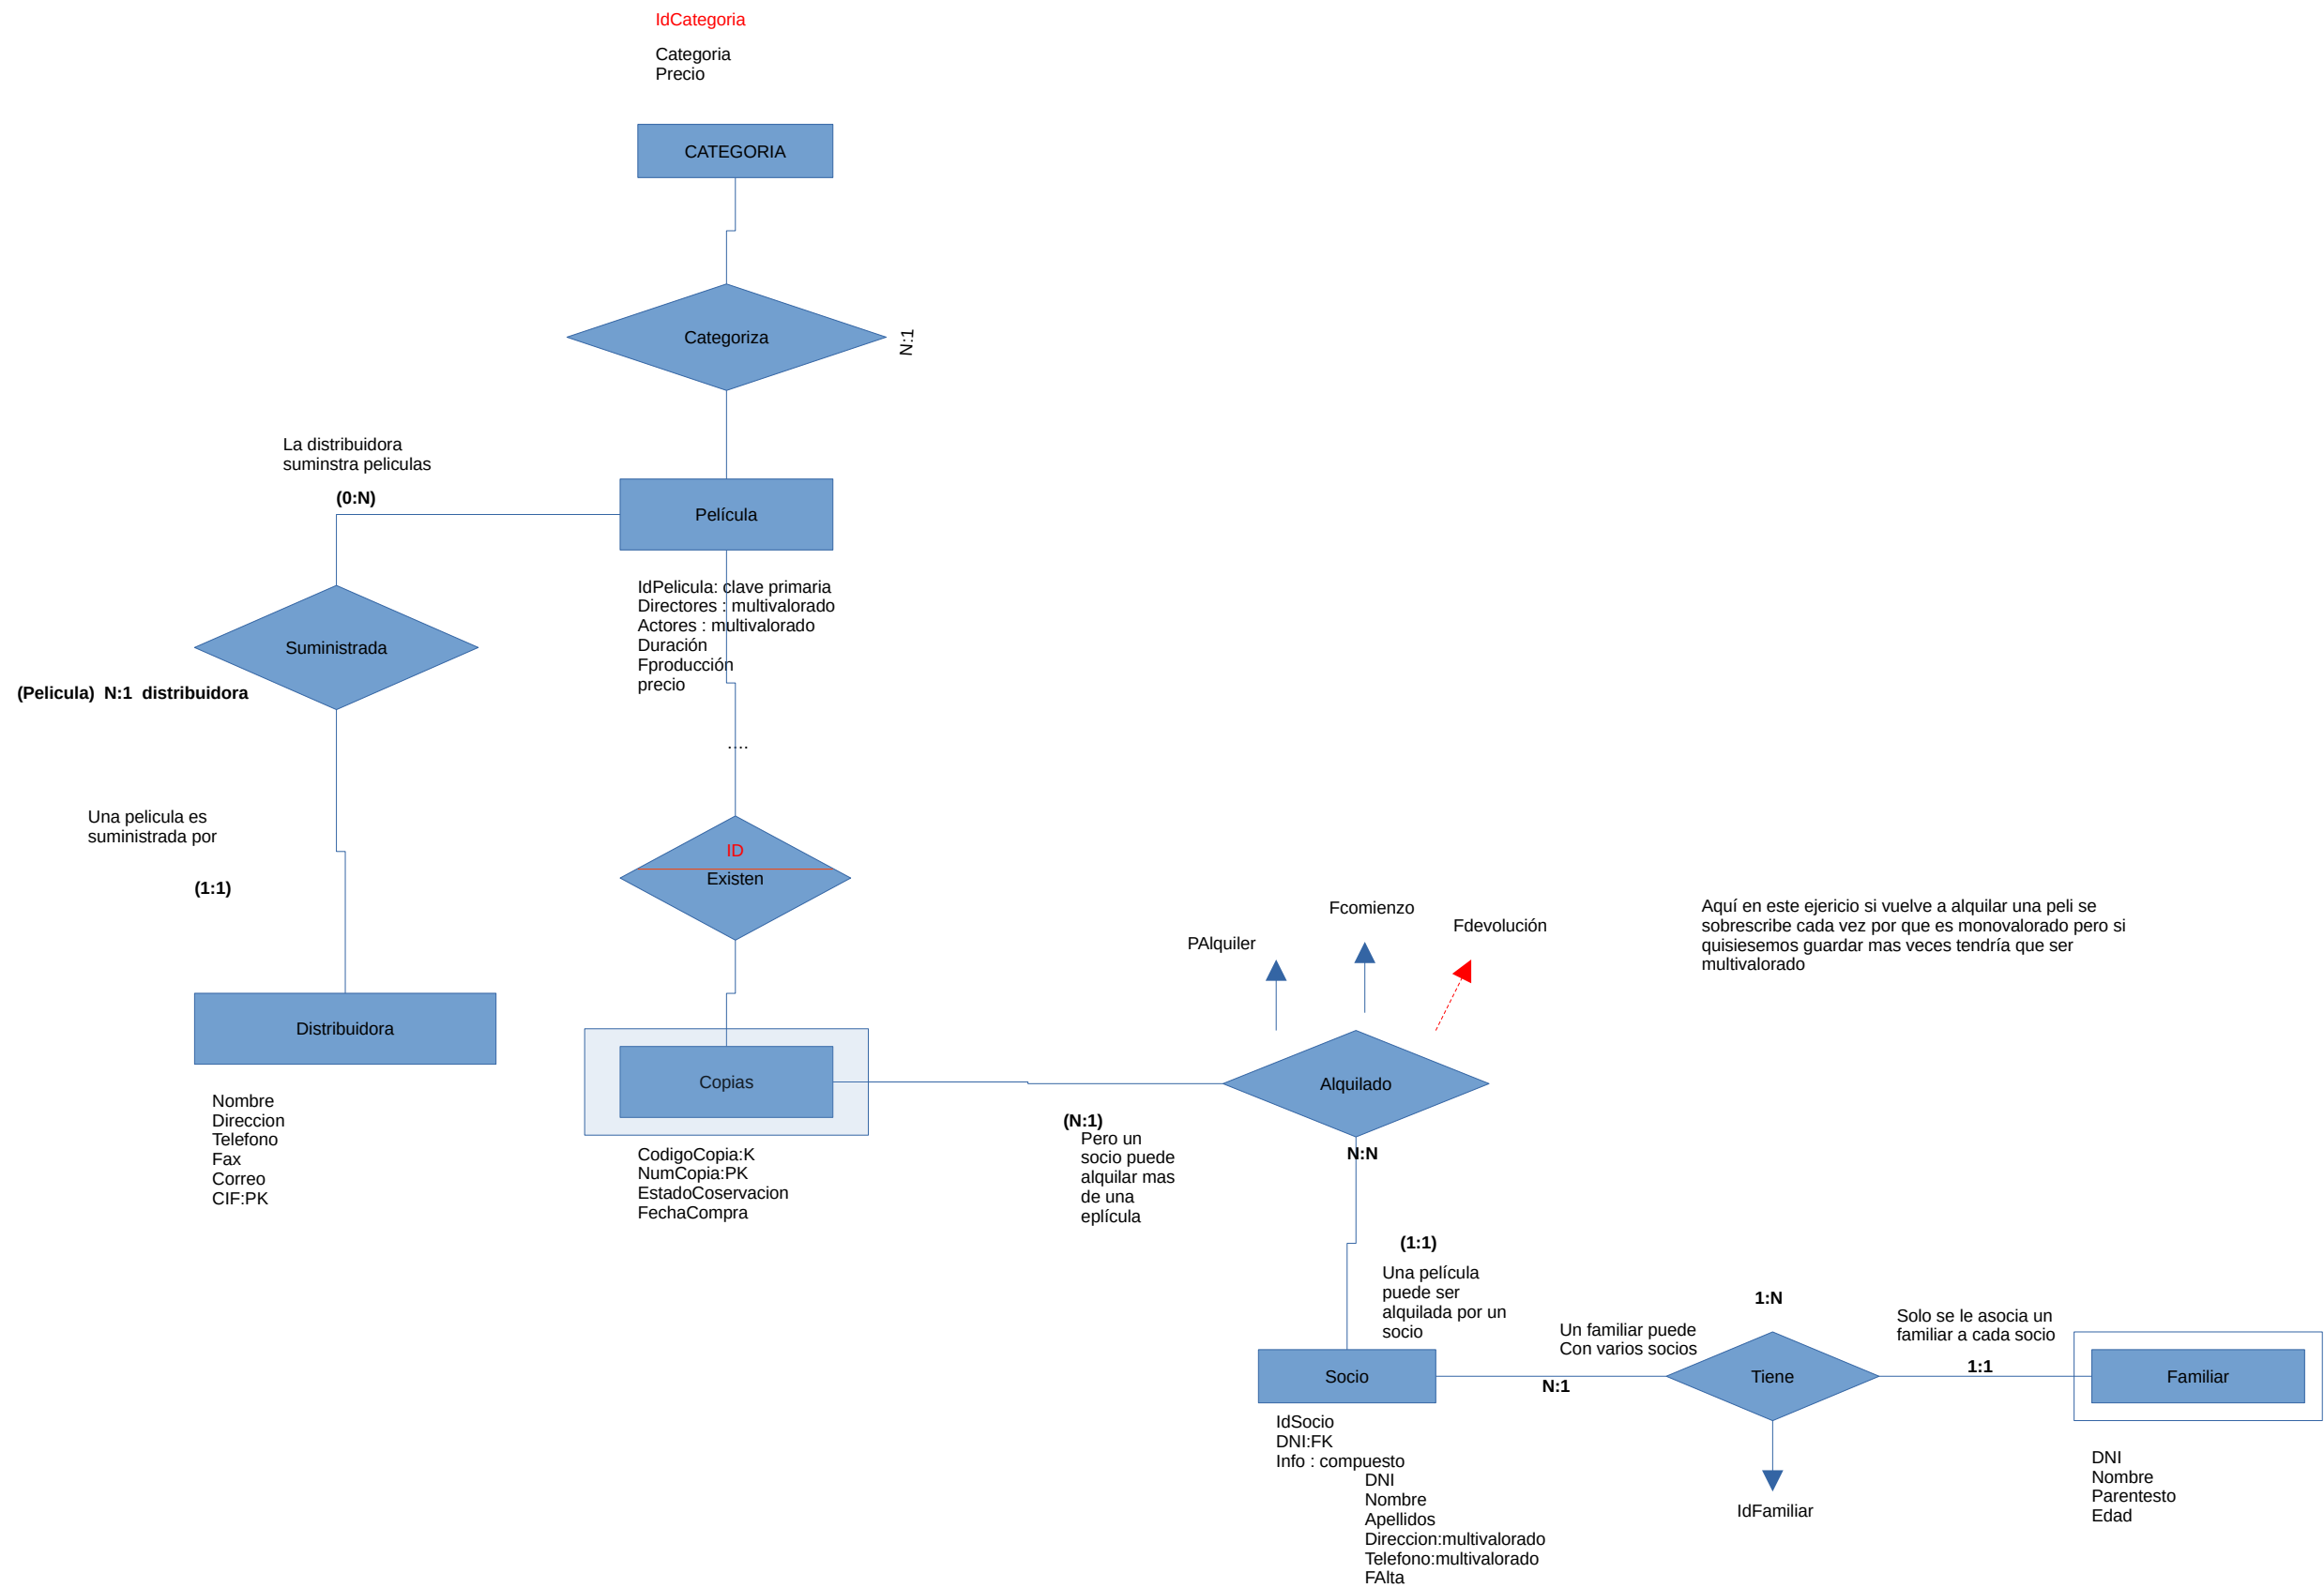 IdCategoria
Categoria
Precio
CATEGORIA
Categoriza
N:1
La distribuidora
suminstra peliculas
(0:N)
Película
IdPelicula: clave primaria
Directores : multivalorado
Actores : multivalorado
Duración
Fproducción
precio
Suministrada
(Pelicula)  N:1  distribuidora
....
Una pelicula es
suministrada por
(1:1)
ID
Existen
Distribuidora
Nombre
Direccion
Telefono
Fax
Correo
CIF:PK
Copias
CodigoCopia:K
NumCopia:PK
EstadoCoservacion
FechaCompra
PAlquiler
Fcomienzo
Fdevolución
Alquilado
N:N
(N:1)
Pero un
socio puede
alquilar mas
de una
eplícula
Aquí en este ejericio si vuelve a alquilar una peli se
sobrescribe cada vez por que es monovalorado pero si
quisiesemos guardar mas veces tendría que ser
multivalorado
(1:1)
Una película
puede ser
alquilada por un
socio
Socio
IdSocio
DNI:FK
Info : compuesto
DNI
Nombre
Apellidos
Direccion:multivalorado
Telefono:multivalorado
FAlta
Un familiar puede
Con varios socios
N:1
1:N
Tiene
IdFamiliar
Solo se le asocia un
familiar a cada socio
1:1
Familiar
DNI
Nombre
Parentesto
Edad